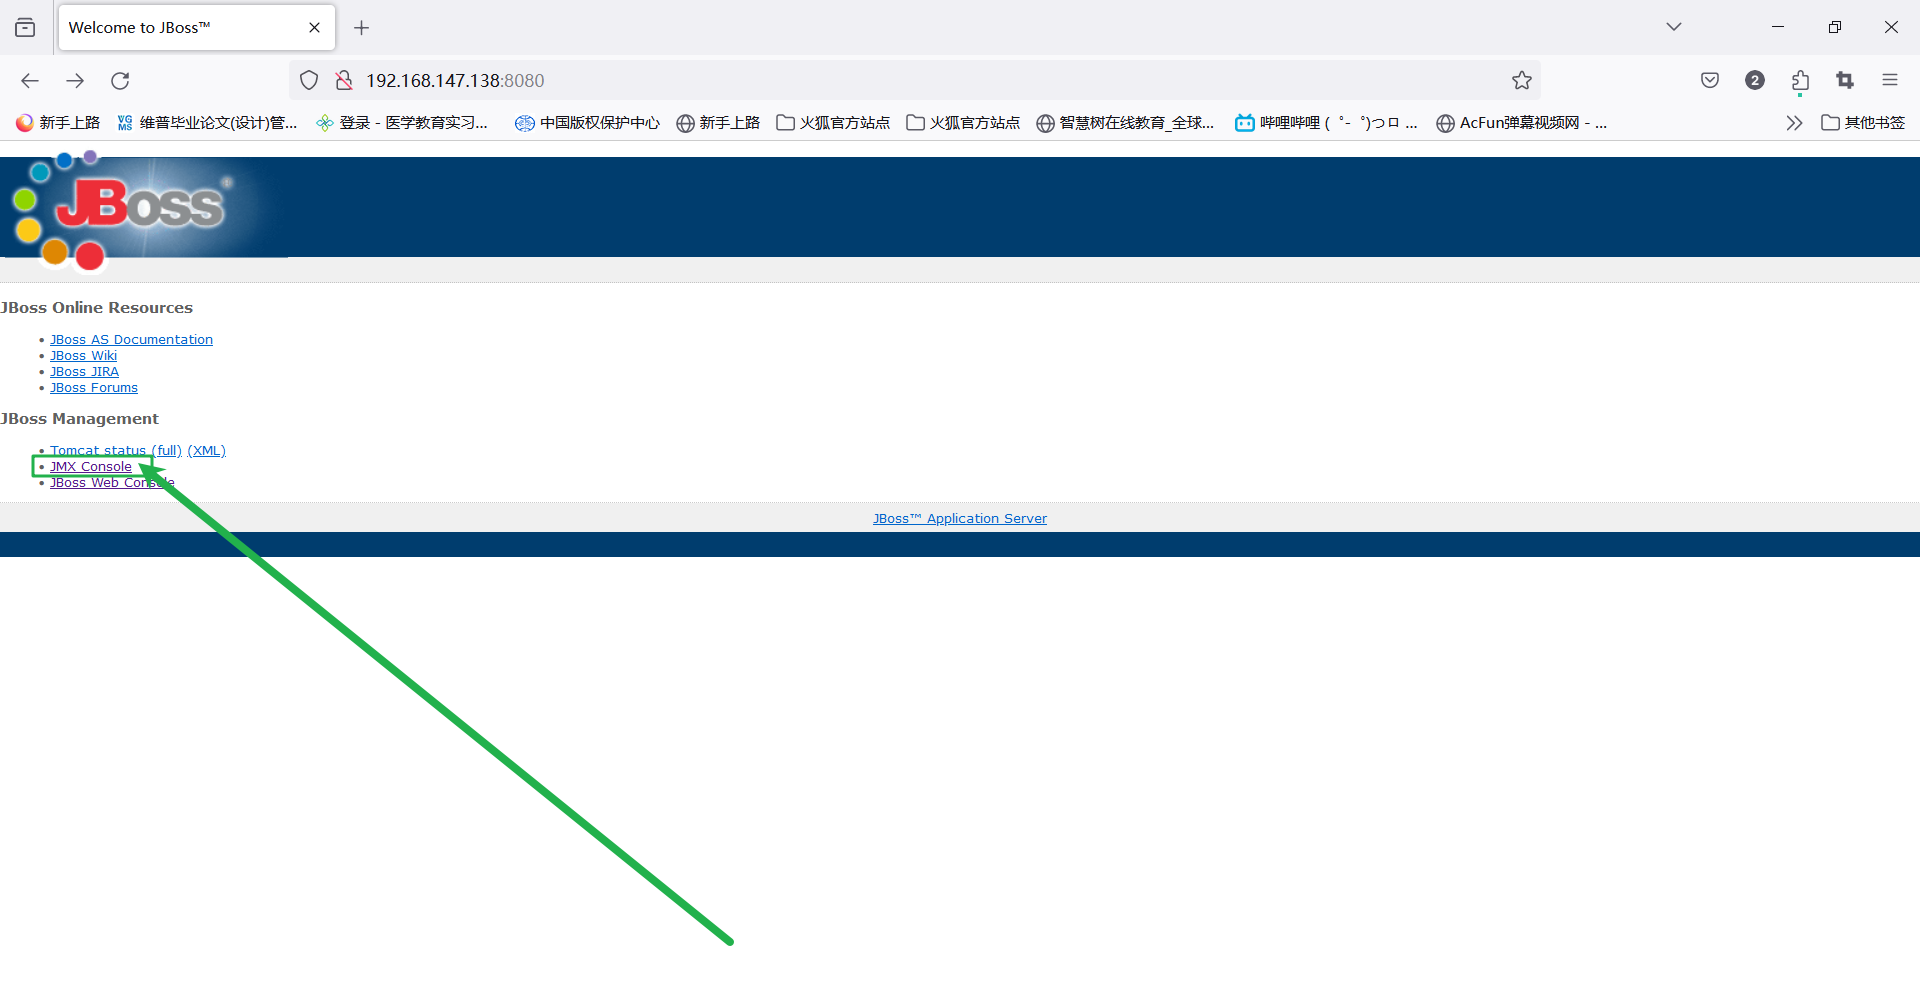 Welcome to JBoss™
192.168.147.138:8080
2
新手上路 VG MS 维普毕业论文(设计)管... 登录 - 医学教育实习... 中国版权保护中心 新手上路 火狐官方站点 火狐官方站点 智慧树在线教育_全球... 哔哩哔哩 ( ゜- ゜)つロ ... AcFun弹幕视频网 - ... 其他书签
JBoss®
JBoss Online Resources
JBoss AS Documentation
JBoss Wiki
JBoss JIRA
JBoss Forums
JBoss Management
Tomcat status (full) (XML)
JMX Console
JBoss Web Console
JBoss™ Application Server